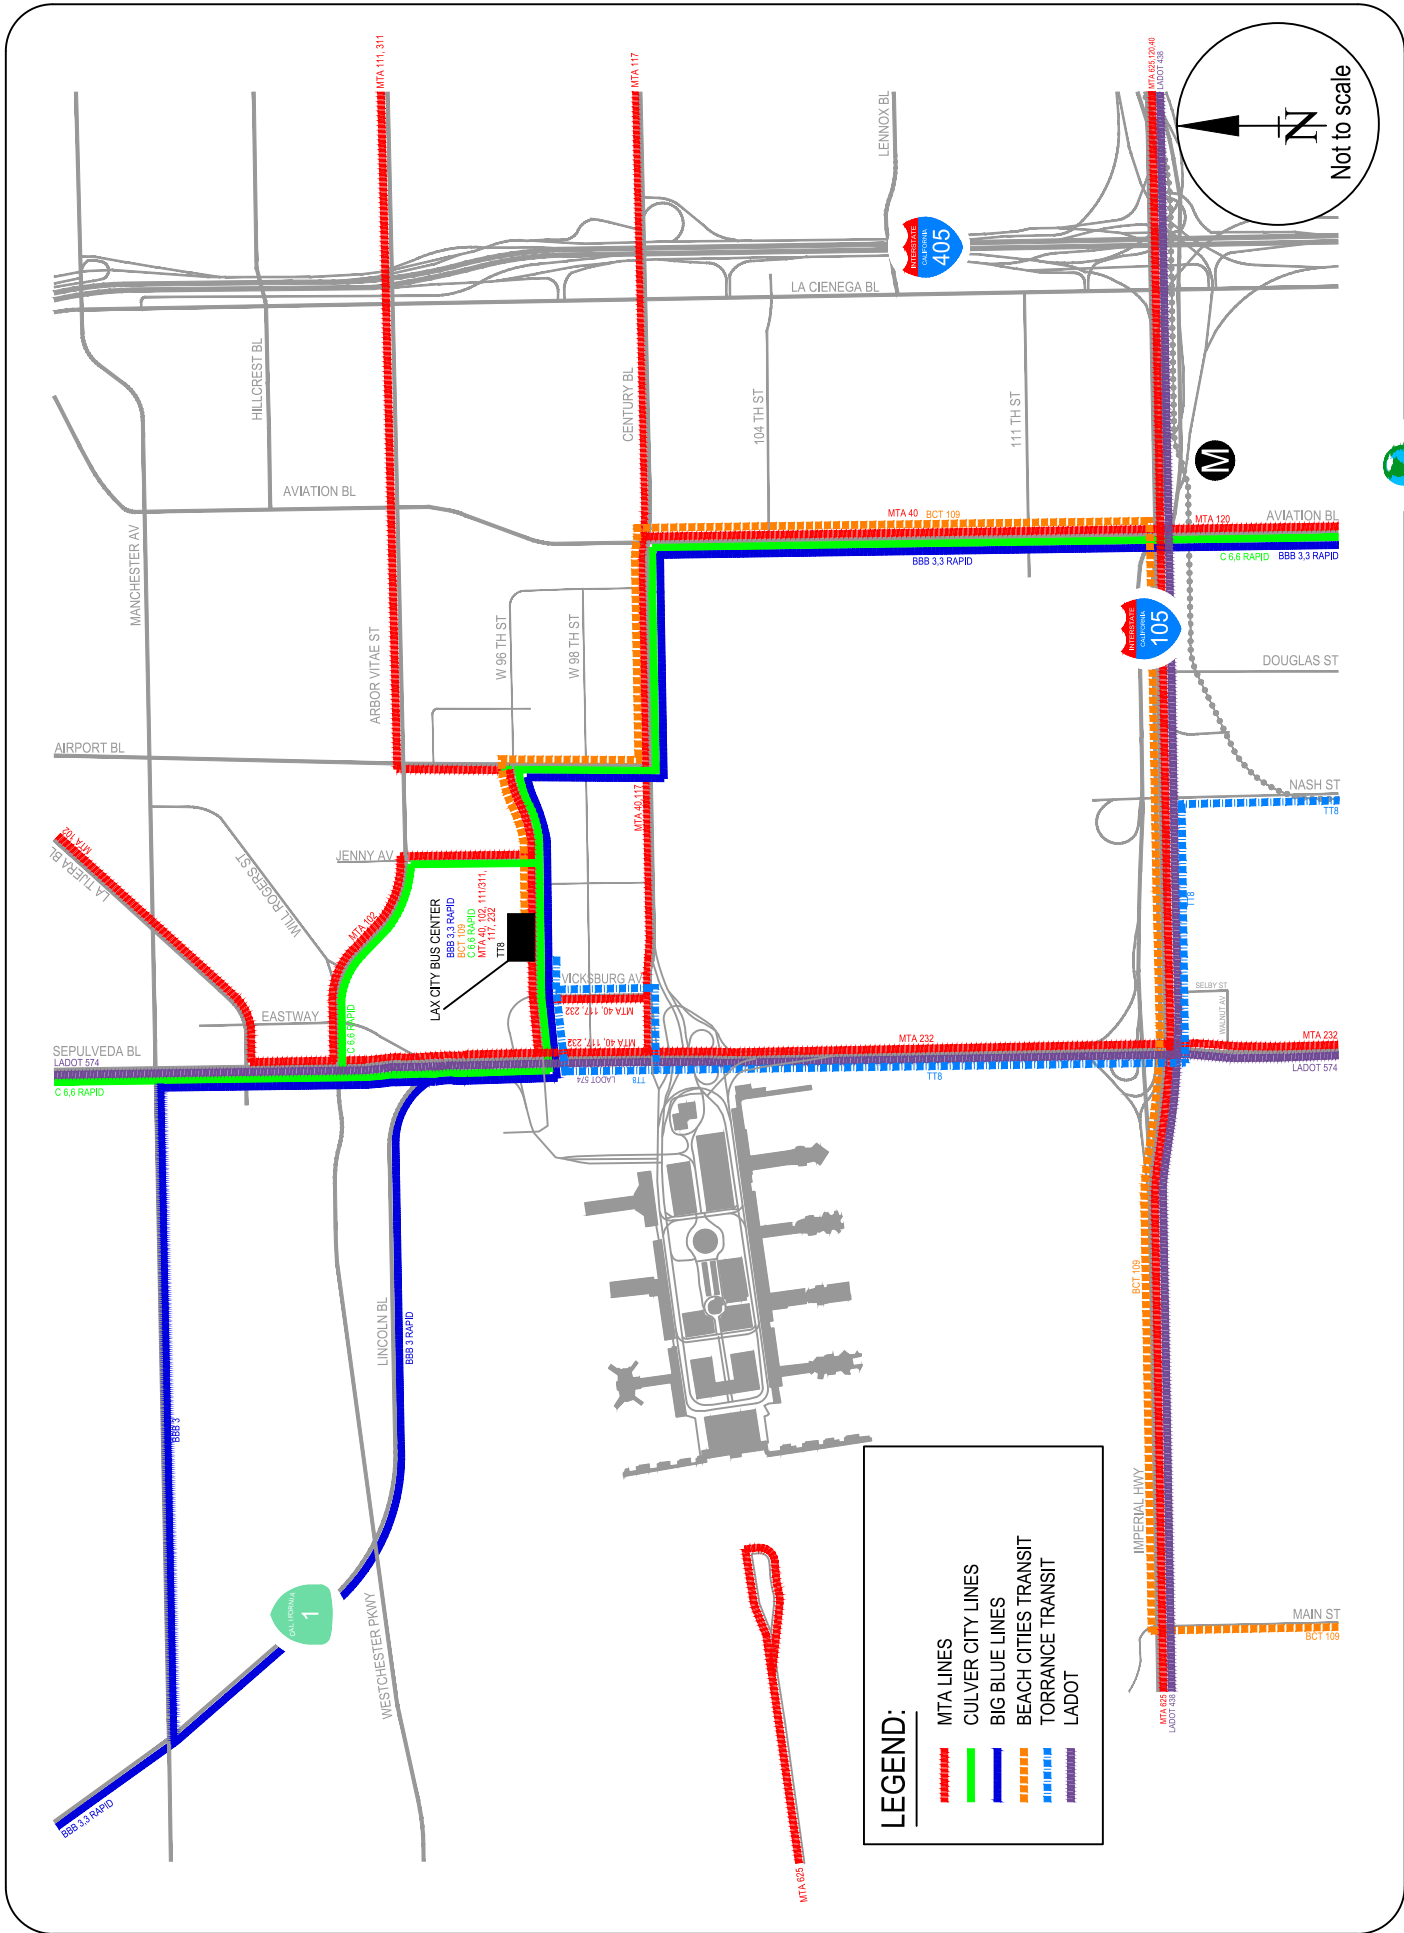 MTA 111, 311
MTA 117
MTA 625,120,40
LADOT 438
N
Not to scale
LENNOX BL
INTERSTATE
CALIFORNIA
405
LA CIENEGA BL
HILLCREST BL
CENTURY BL
104 TH ST
111 TH ST
M
AVIATION BL
MANCHESTER AV
MTA 40
BCT 109
BBB 3,3 RAPID
MTA 120
AVIATION BL
C 6,6 RAPID
BBB 3,3 RAPID
INTERSTATE
CALIFORNIA
105
ARBOR VITAE ST
W 96 TH ST
W 98 TH ST
DOUGLAS ST
AIRPORT BL
NASH ST
TT8
MTA 102
LA TIJERA BL
WILL ROGERS ST
JENNY AV
MTA 40,117
MTA 102
LAX CITY BUS CENTER
BBB 3,3 RAPID
BCT 109
C 6,6 RAPID
MTA 40, 102, 111/311,
117, 232
TT8
TT8
VICKSBURG AV
MTA 40, 117, 232
MTA 40, 117, 232
EASTWAY
C 6,6 RAPID
SELBY ST
WALNUT AV
SEPULVEDA BL
LADOT 574
C 6,6 RAPID
LADOT 574
TT8
MTA 232
TT8
MTA 232
LADOT 574
LINCOLN BL
BBB 3 RAPID
BBB 3
BCT 109
IMPERIAL HWY
CALIFORNIA
1
WESTCHESTER PKWY
BBB 3,3 RAPID
MTA 625
MAIN ST
BCT 109
MTA 625
LADOT 438
LEGEND:
MTA LINES
CULVER CITY LINES
BIG BLUE LINES
BEACH CITIES TRANSIT
TORRANCE TRANSIT
LADOT